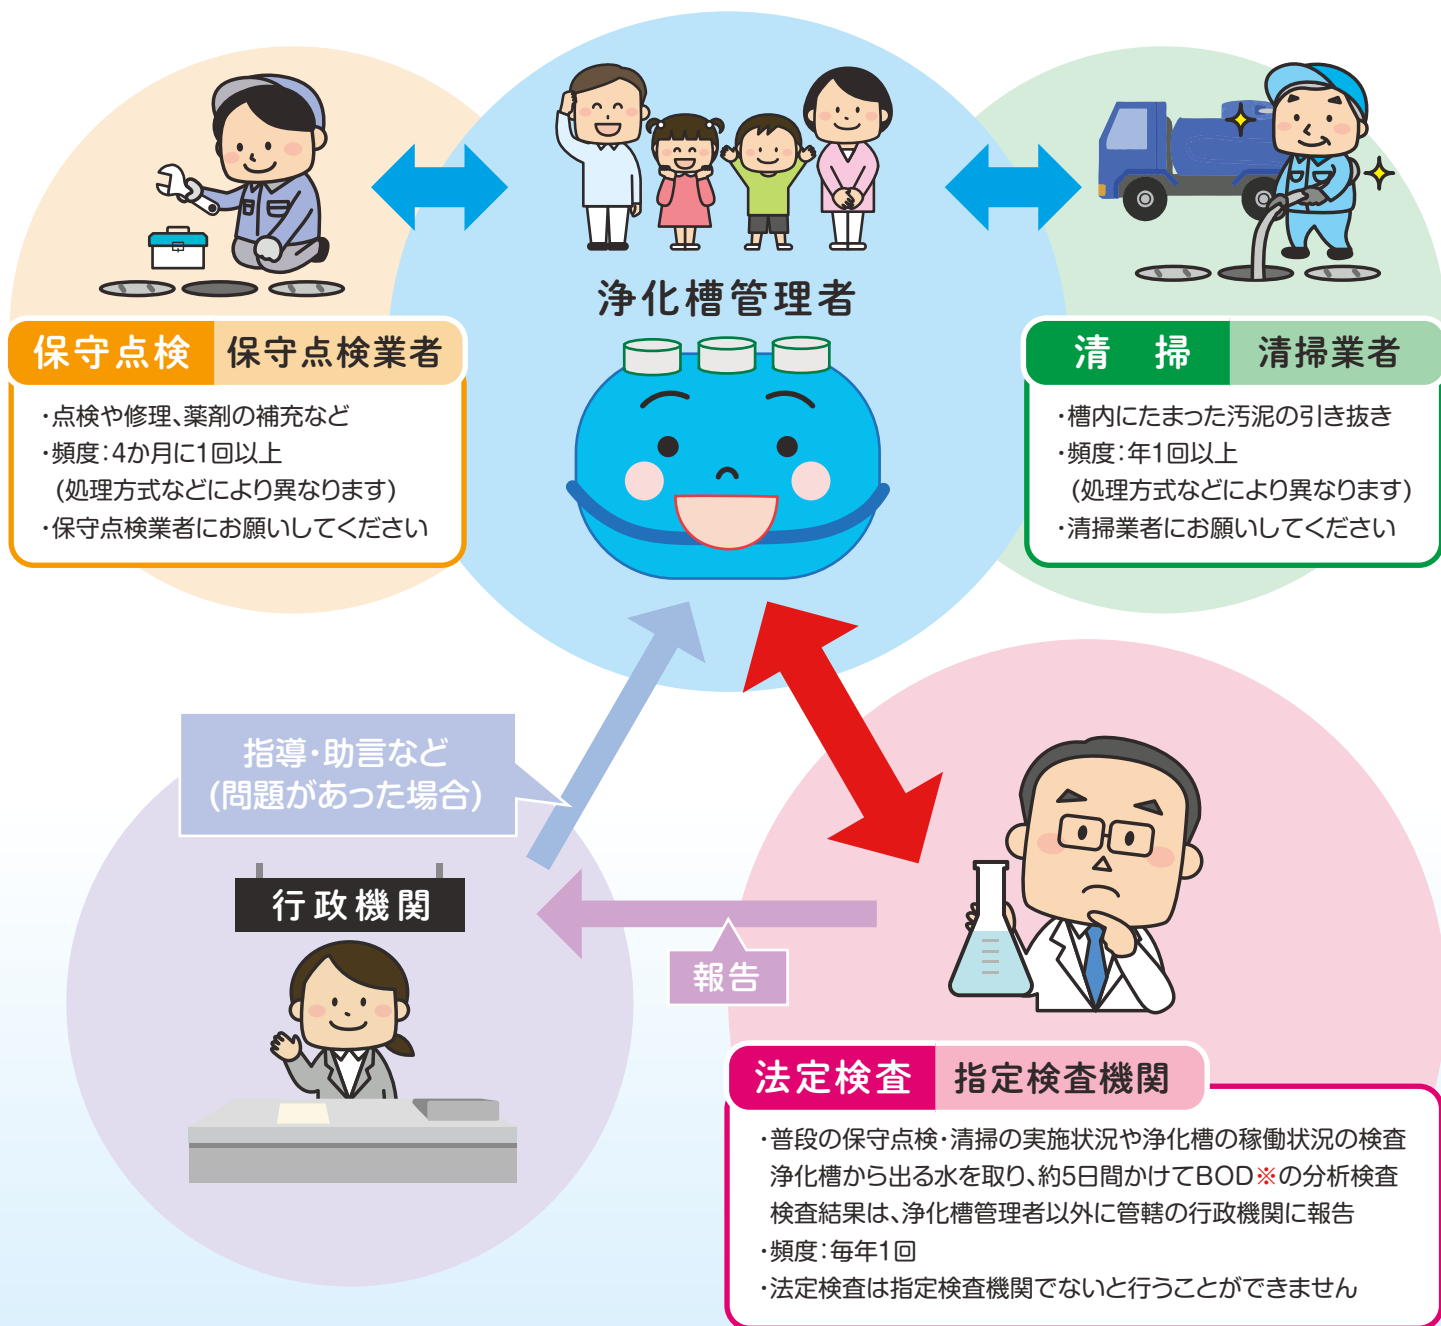 浄化槽管理者
保守点検 保守点検業者
・点検や修理、薬剤の補充など
・頻度:4か月に1回以上
(処理方式などにより異なります)
・保守点検業者にお願いしてください
清 掃 清掃業者
・槽内にたまった汚泥の引き抜き
・頻度:年1回以上
(処理方式などにより異なります)
・清掃業者にお願いしてください
指導・助言など
(問題があった場合)
行政機関
報告
法定検査 指定検査機関
・普段の保守点検・清掃の実施状況や浄化槽の稼働状況の検査
浄化槽から出る水を取り、約5日間かけてBOD※の分析検査
検査結果は、浄化槽管理者以外に管轄の行政機関に報告
・頻度:毎年1回
・法定検査は指定検査機関でないと行うことができません